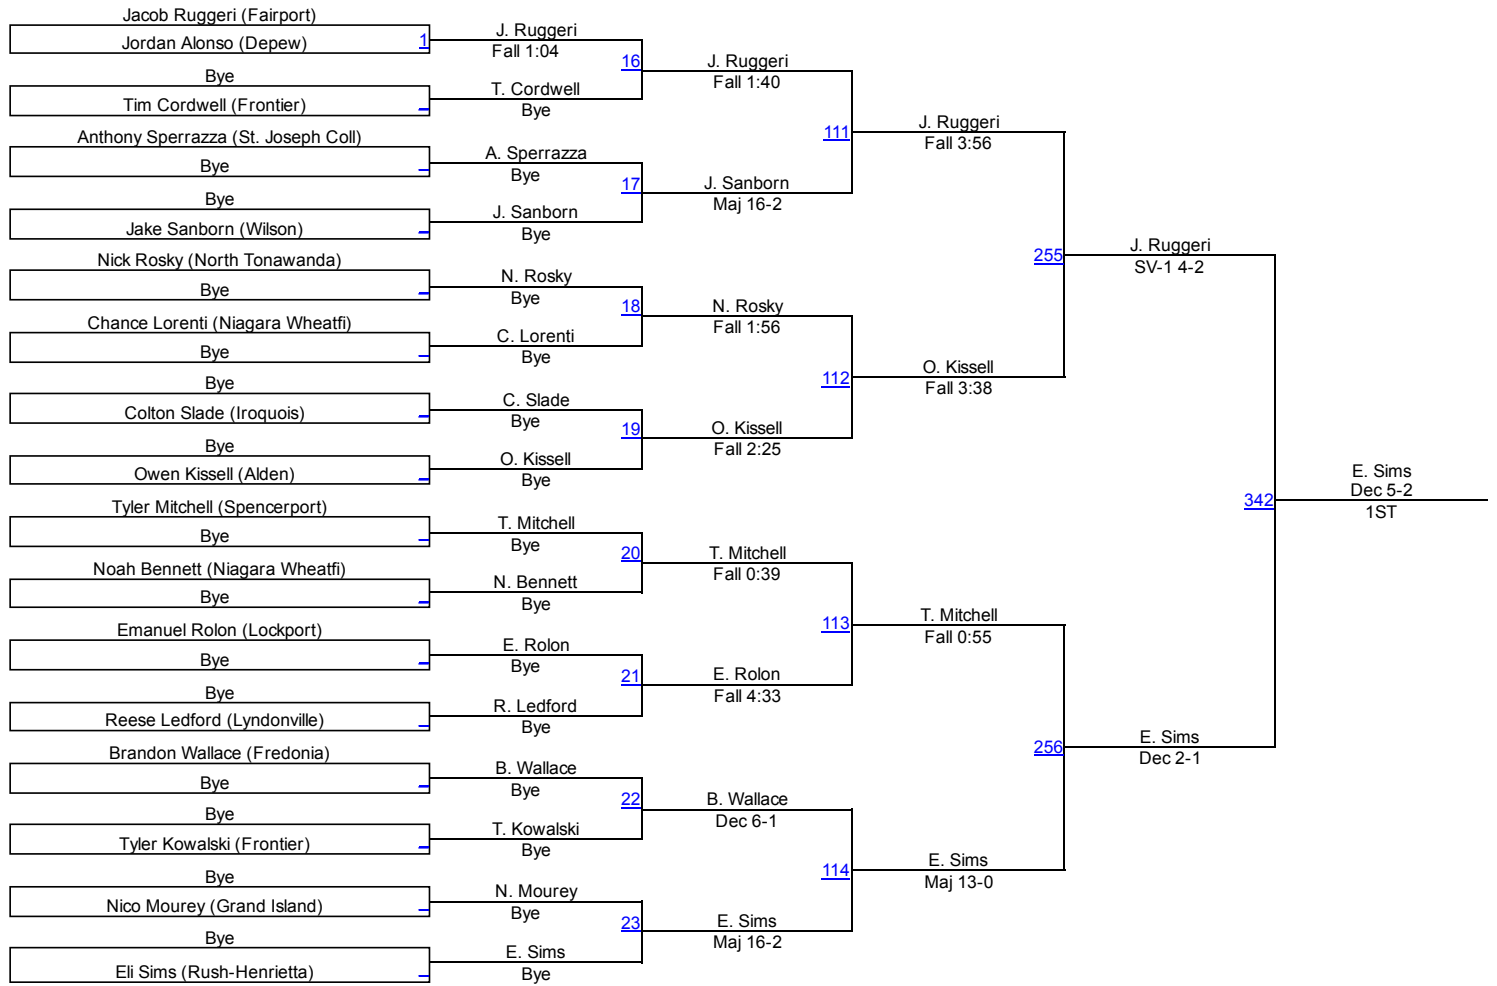 Jacob Ruggeri (Fairport)
Jordan Alonso (Depew)
1
Bye
Tim Cordwell (Frontier)
Anthony Sperrazza (St. Joseph Coll)
Bye
Bye
Jake Sanborn (Wilson)
Nick Rosky (North Tonawanda)
Bye
Chance Lorenti (Niagara Wheatfi)
Bye
Bye
Colton Slade (Iroquois)
Bye
Owen Kissell (Alden)
Tyler Mitchell (Spencerport)
Bye
Noah Bennett (Niagara Wheatfi)
Bye
Emanuel Rolon (Lockport)
Bye
Bye
Reese Ledford (Lyndonville)
Brandon Wallace (Fredonia)
Bye
Bye
Tyler Kowalski (Frontier)
Bye
Nico Mourey (Grand Island)
Bye
Eli Sims (Rush-Henrietta)
J. Ruggeri
Fall 1:04
16
T. Cordwell
Bye
A. Sperrazza
Bye
17
J. Sanborn
Bye
N. Rosky
Bye
18
C. Lorenti
Bye
C. Slade
Bye
19
O. Kissell
Bye
T. Mitchell
Bye
20
N. Bennett
Bye
E. Rolon
Bye
21
R. Ledford
Bye
B. Wallace
Bye
22
T. Kowalski
Bye
N. Mourey
Bye
23
E. Sims
Bye
J. Ruggeri
Fall 1:40
111
J. Sanborn
Maj 16-2
N. Rosky
Fall 1:56
112
O. Kissell
Fall 2:25
T. Mitchell
Fall 0:39
113
E. Rolon
Fall 4:33
B. Wallace
Dec 6-1
114
E. Sims
Maj 16-2
J. Ruggeri
Fall 3:56
255
O. Kissell
Fall 3:38
T. Mitchell
Fall 0:55
256
E. Sims
Maj 13-0
J. Ruggeri
SV-1 4-2
342
E. Sims
Dec 2-1
E. Sims
Dec 5-2
1ST